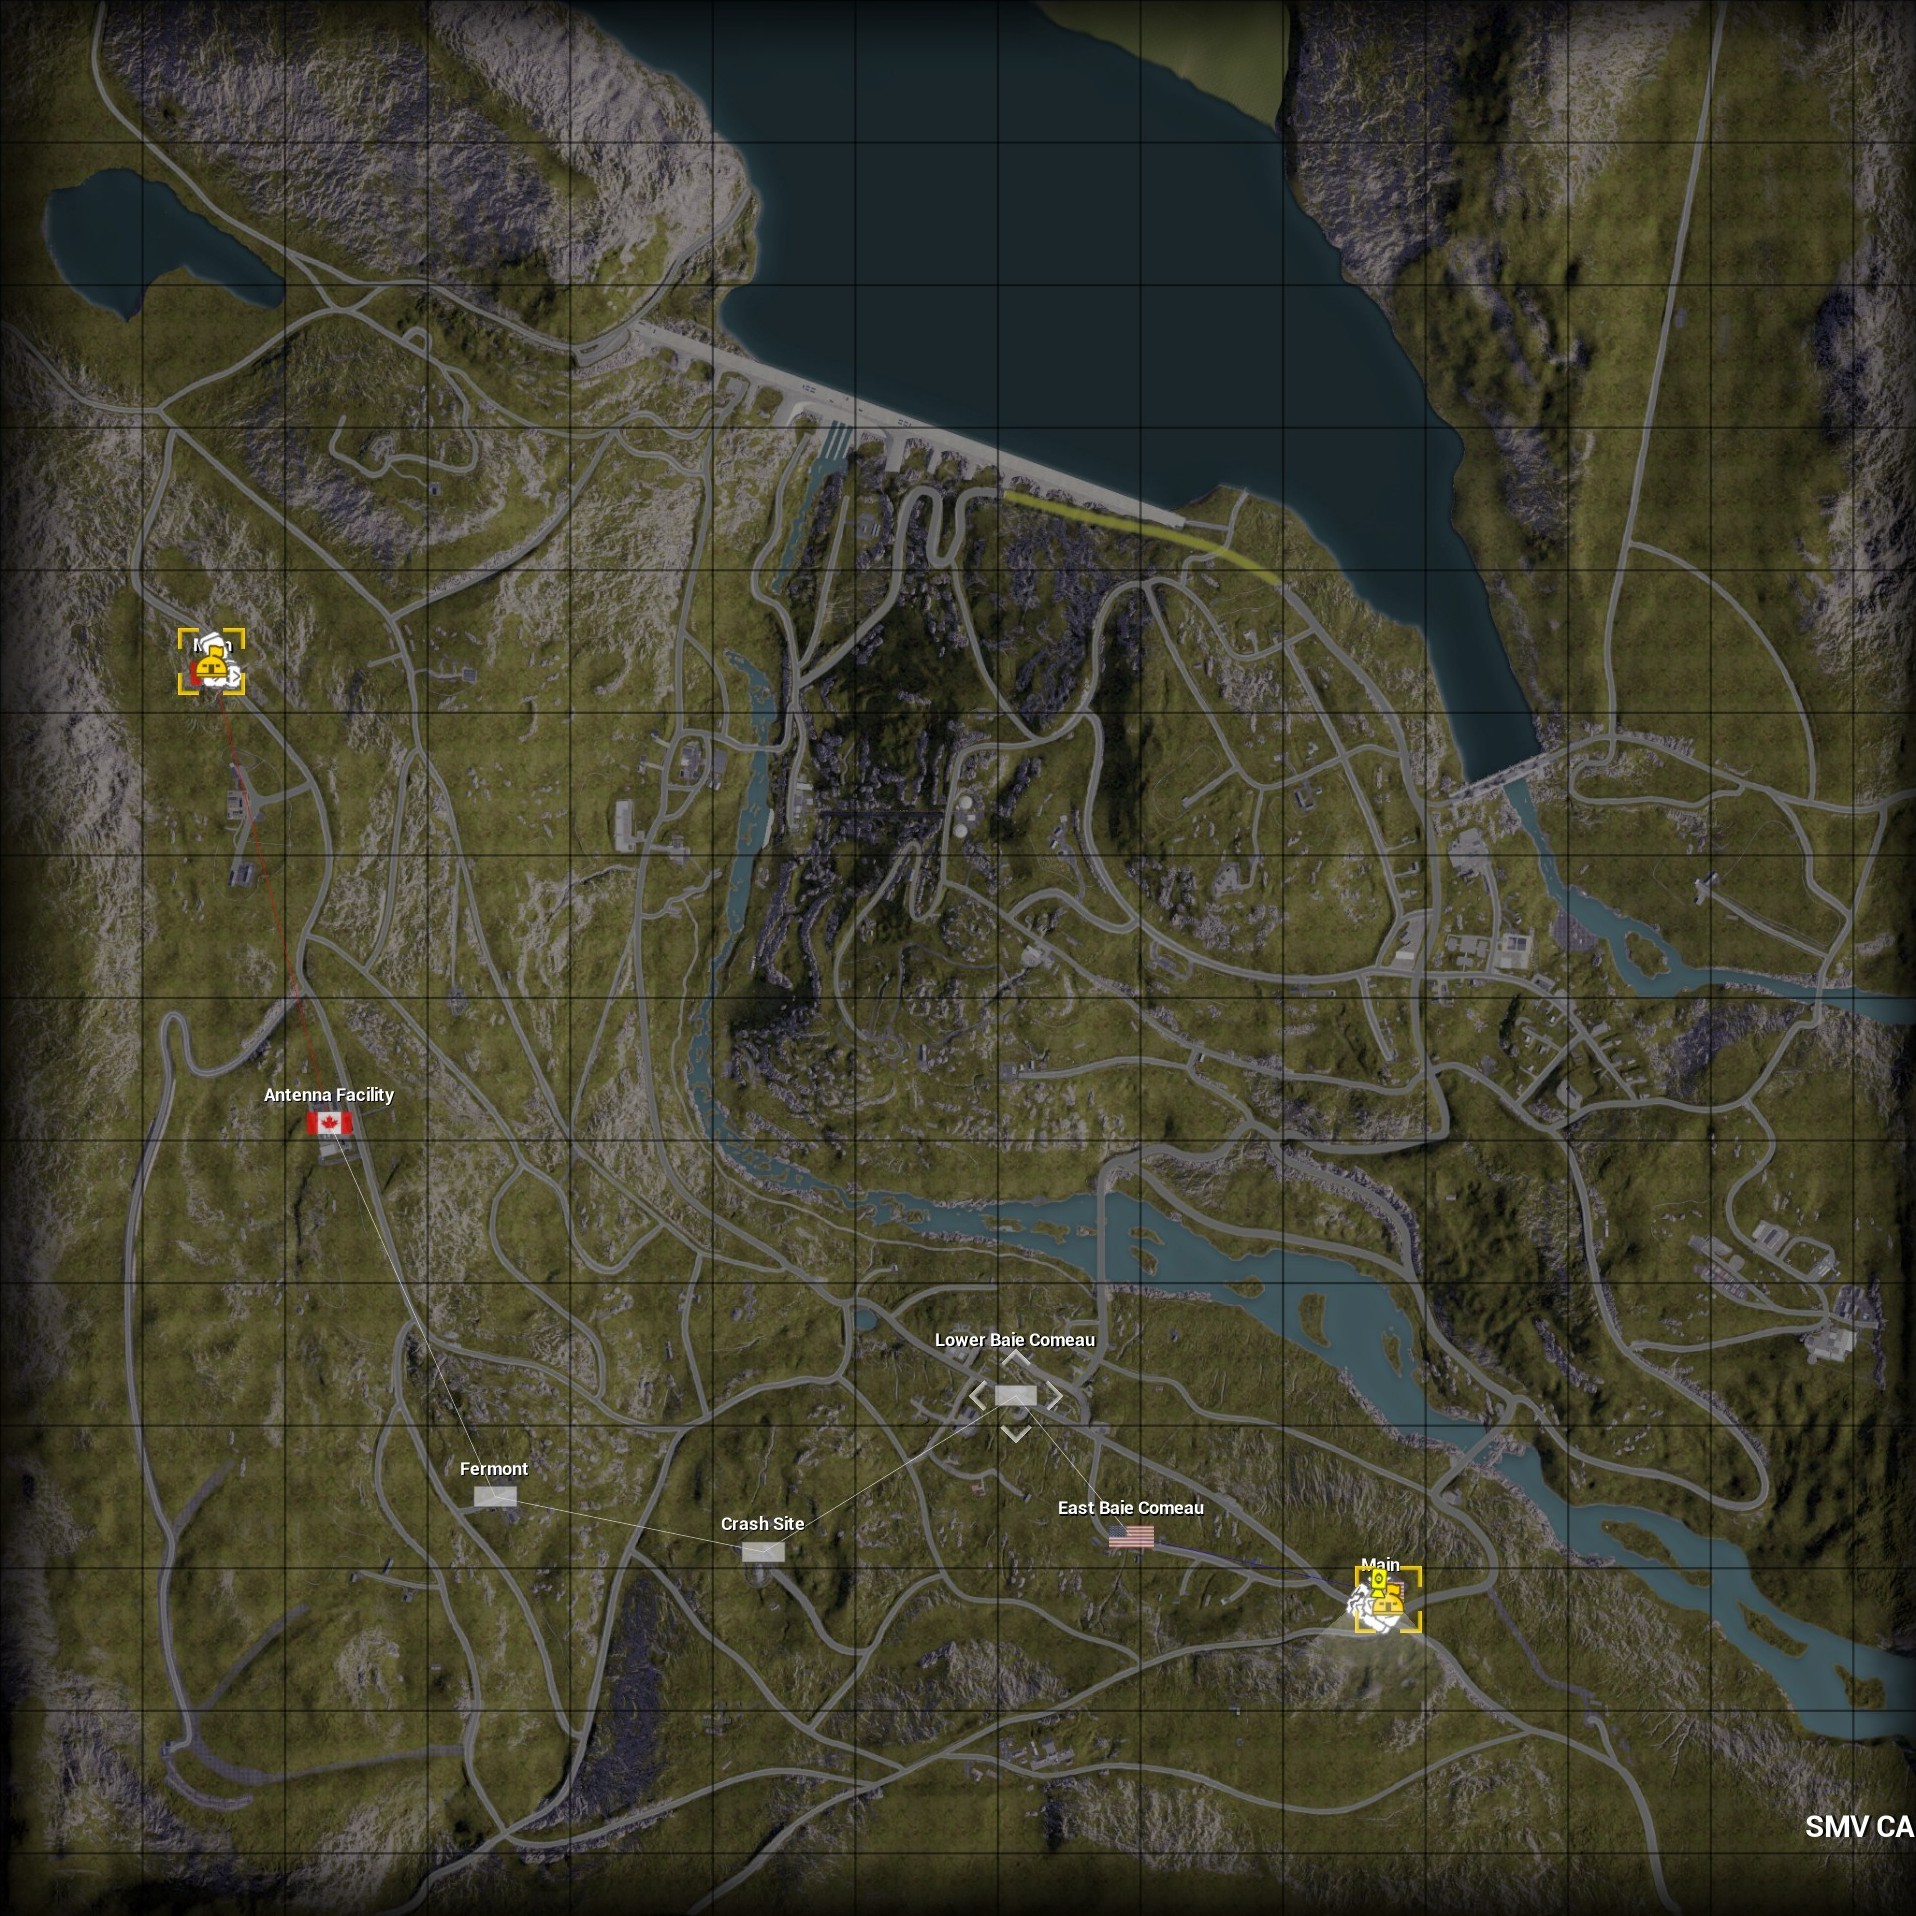 Antenna Facility
Lower Baie Comeau
Fermont
East Baie Comeau
Crash Site
Main
SMV CA